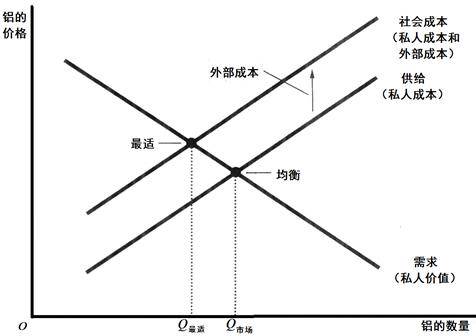 铝的
价格
社会成本
(私人成本和
外部成本)
外部成本
供给
(私人成本)
最适
均衡
需求
(私人价值)
O
Q最适
Q市场
铝的数量